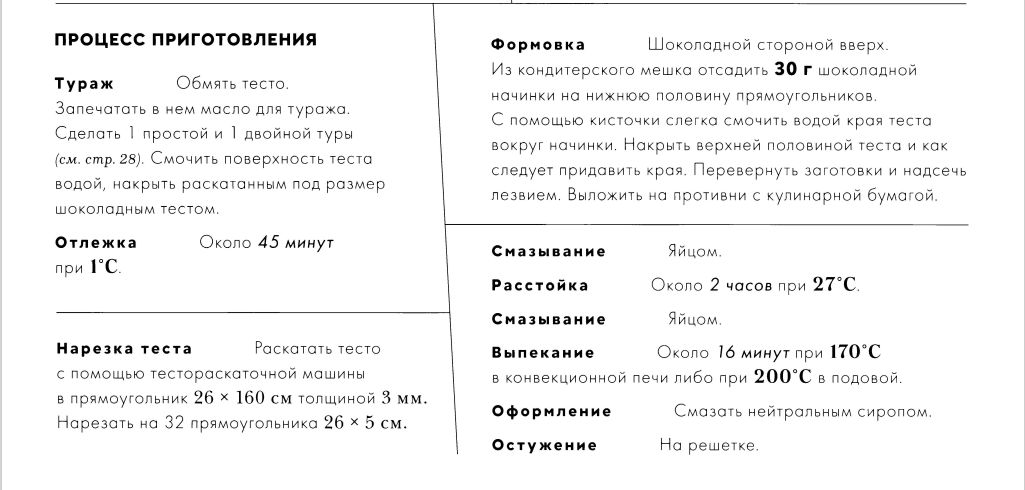 ПРОЦЕСС ПРИГОТОВЛЕНИЯ
Тураж Обмять тесто.
Запечатать в нем масло для туража.
Сделать 1 простой и 1 двойной туры
(см. стр. 28). Смочить поверхность теста
водой, накрыть раскатанным под размер
шоколадным тестом.
Отлежка Около 45 минут
при 1°C.
Нарезка теста Раскатать тесто
с помощью тестораскаточной машины
в прямоугольник 26 × 160 см толщиной 3 мм.
Нарезать на 32 прямоугольника 26 × 5 см.
Формовка Шоколадной стороной вверх.
Из кондитерского мешка отсадить 30 г шоколадной
начинки на нижнюю половину прямоугольников.
С помощью кисточки слегка смочить водой края теста
вокруг начинки. Накрыть верхней половиной теста и как
следует придавить края. Перевернуть заготовки и надсечь
лезвием. Выложить на противни с кулинарной бумагой.
Смазывание Яйцом.
Расстойка Около 2 часов при 27°C.
Смазывание Яйцом.
Выпекание Около 16 минут при 170°C
в конвекционной печи либо при 200°C в подовой.
Оформление Смазать нейтральным сиропом.
Остужение На решетке.